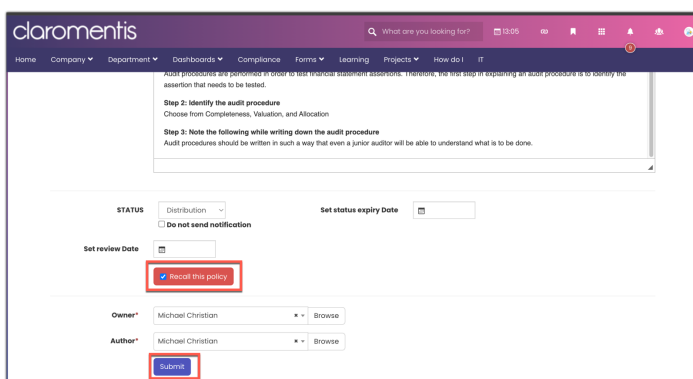 claromentis
What are you looking for?
13:05
9
Home Company Department Dashboards Compliance Forms Learning Projects How do I IT
Audit procedures are performed in order to test financial statement assertions. Therefore, the first step in explaining an audit procedure is to identify the
assertion that needs to be tested.
Step 2: Identify the audit procedure
Choose from Completeness, Valuation, and Allocation
Step 3: Note the following while writing down the audit procedure
Audit procedures should be written in such a way that even a junior auditor will be able to understand what is to be done.
STATUS Distribution Set status expiry Date
Do not send notification
Set review Date
Recall this policy
Owner* Michael Christian × Browse
Author* Michael Christian × Browse
Submit